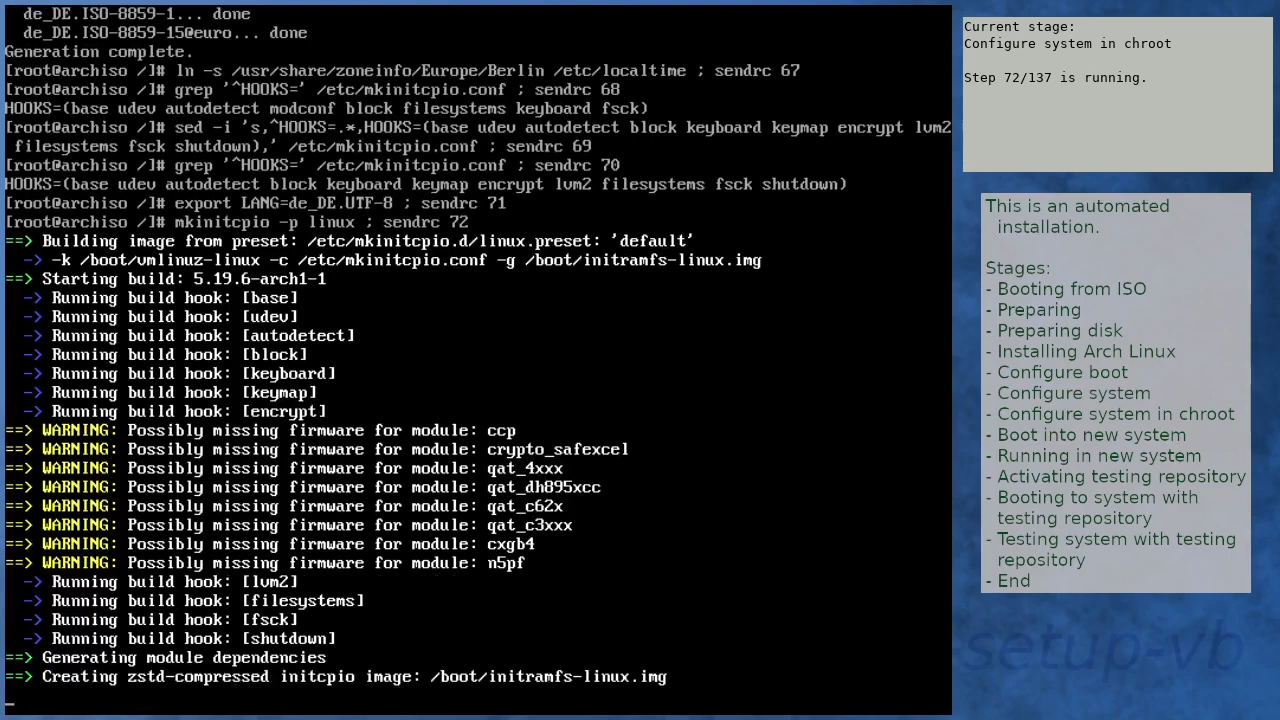 de_DE.ISO-8859-1... done
de_DE.ISO-8859-15@euro... done
Generation complete.
[root@archiso /]# ln -s /usr/share/zoneinfo/Europe/Berlin /etc/localtime ; sendrc 67
[root@archiso /]# grep '^HOOKS=' /etc/mkinitcpio.conf ; sendrc 68
HOOKS=(base udev autodetect modconf block filesystems keyboard fsck)
[root@archiso /]# sed -i 's,^HOOKS=.*,HOOKS=(base udev autodetect block keyboard keymap encrypt lvm2
 filesystems fsck shutdown),' /etc/mkinitcpio.conf ; sendrc 69
[root@archiso /]# grep '^HOOKS=' /etc/mkinitcpio.conf ; sendrc 70
HOOKS=(base udev autodetect block keyboard keymap encrypt lvm2 filesystems fsck shutdown)
[root@archiso /]# export LANG=de_DE.UTF-8 ; sendrc 71
[root@archiso /]# mkinitcpio -p linux ; sendrc 72
==> Building image from preset: /etc/mkinitcpio.d/linux.preset: 'default'
  -> -k /boot/vmlinuz-linux -c /etc/mkinitcpio.conf -g /boot/initramfs-linux.img
==> Starting build: 5.19.6-arch1-1
  -> Running build hook: [base]
  -> Running build hook: [udev]
  -> Running build hook: [autodetect]
  -> Running build hook: [block]
  -> Running build hook: [keyboard]
  -> Running build hook: [keymap]
  -> Running build hook: [encrypt]
==> WARNING: Possibly missing firmware for module: ccp
==> WARNING: Possibly missing firmware for module: crypto_safexcel
==> WARNING: Possibly missing firmware for module: qat_4xxx
==> WARNING: Possibly missing firmware for module: qat_dh895xcc
==> WARNING: Possibly missing firmware for module: qat_c62x
==> WARNING: Possibly missing firmware for module: qat_c3xxx
==> WARNING: Possibly missing firmware for module: cxgb4
==> WARNING: Possibly missing firmware for module: n5pf
  -> Running build hook: [lvm2]
  -> Running build hook: [filesystems]
  -> Running build hook: [fsck]
  -> Running build hook: [shutdown]
==> Generating module dependencies
==> Creating zstd-compressed initcpio image: /boot/initramfs-linux.img
_
Current stage:
Configure system in chroot
Step 72/137 is running.
This is an automated
installation.
Stages:
- Booting from ISO
- Preparing
- Preparing disk
- Installing Arch Linux
- Configure boot
- Configure system
- Configure system in chroot
- Boot into new system
- Running in new system
- Activating testing repository
- Booting to system with
testing repository
- Testing system with testing
repository
- End
-setup-vb